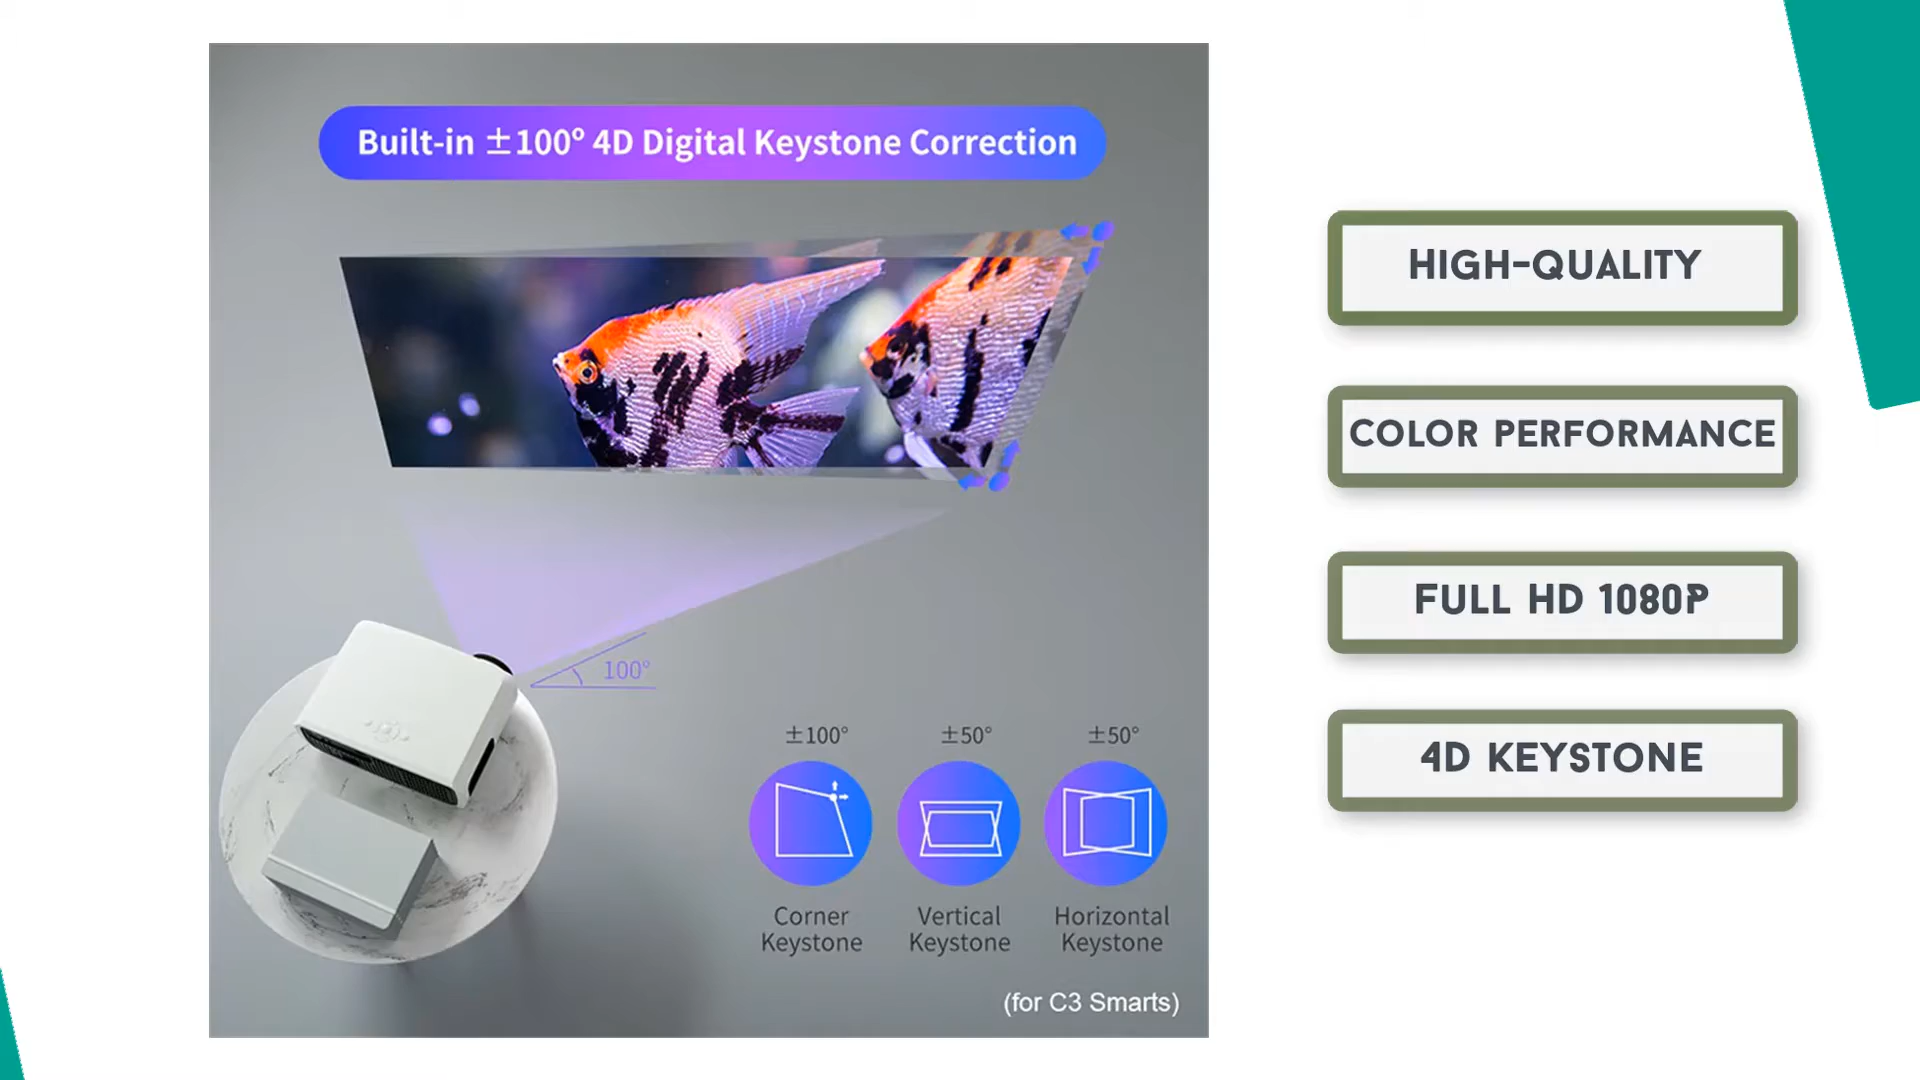 Built-in ±100° 4D Digital Keystone Correction
100°
±100°
±50°
±50°
Corner
Keystone
Vertical
Keystone
Horizontal
Keystone
(for C3 Smarts)
HIGH-QUALITY
COLOR PERFORMANCE
FULL HD 1080P
4D KEYSTONE